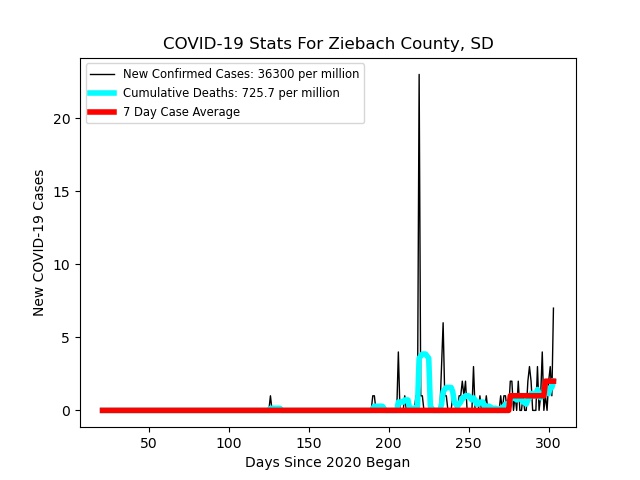 COVID-19 Stats For Ziebach County, SD
New Confirmed Cases: 36300 per million
Cumulative Deaths: 725.7 per million
7 Day Case Average
New COVID-19 Cases
20
15
10
5
0
50 100 150 200 250 300
Days Since 2020 Began